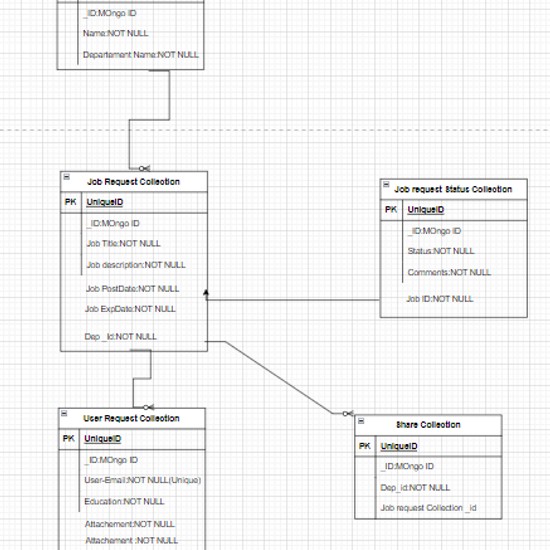 _ID:MOngo ID
Name:NOT NULL
Departement Name:NOT NULL
Job Request Collection
PK UniqueID
_ID:MOngo ID
Job Title:NOT NULL
Job description:NOT NULL
Job PostDate:NOT NULL
Job ExpDate:NOT NULL
Dep _Id:NOT NULL
Job request Status Collection
PK UniqueID
_ID:MOngo ID
Status:NOT NULL
Comments:NOT NULL
Job ID:NOT NULL
User Request Collection
PK UniqueID
_ID:MOngo ID
User-Email:NOT NULL(Unique)
Education:NOT NULL
Attachement:NOT NULL
Attachement :NOT NULL
Share Collection
PK UniqueID
_ID:MOngo ID
Dep_id:NOT NULL
Job request Collection _id